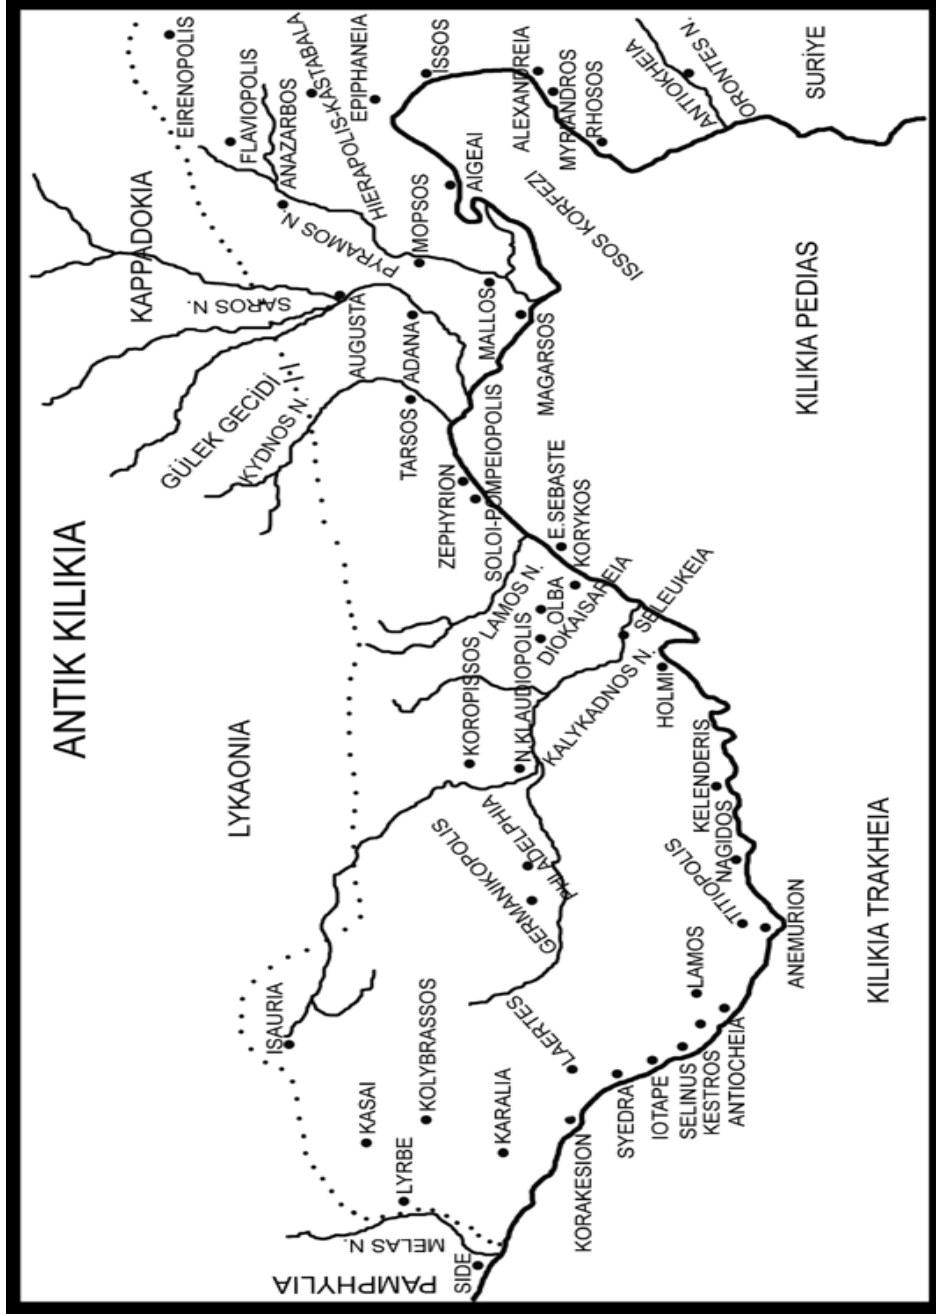 ANTIK KILIKIA
PAMPHYLIA
LYKAONIA
KAPPADOKIA
SURİYE
KILIKIA TRAKHEIA
KILIKIA PEDIAS
ISSOS KORFEZI
GÜLEK GECİDİ
MELAS N.
SIDE
LYRBE
KASAI
KOLYBRASSOS
KARALIA
KORAKESION
ISAURIA
LAERTES
SYEDRA
IOTAPE
SELINUS
KESTROS
ANTIOCHEIA
LAMOS
ANEMURION
TITIOPOLIS
NAGIDOS
KELENDERIS
GERMANIKOPOLIS
PHLADELPHIA
KOROPISSOS
N.KLAUDIOPOLIS
KALYKADNOS N.
HOLMI
SELEUKEIA
DIOKAISAREIA
OLBA
LAMOS N.
KORYKOS
E.SEBASTE
SOLOI-POMPEIOPOLIS
ZEPHYRION
KYDNOS N.
TARSOS
ADANA
AUGUSTA
SAROS N.
MALLOS
MAGARSOS
PYRAMOS N.
MOPSOS
AIGEAI
ANAZARBOS
FLAVIOPOLIS
EIRENOPOLIS
HIERAPOLIS-KASTABALA
EPIPHANEIA
ISSOS
ALEXANDREIA
MYRIANDROS
RHOSOS
ANTIOKHEIA
ORONTES N.